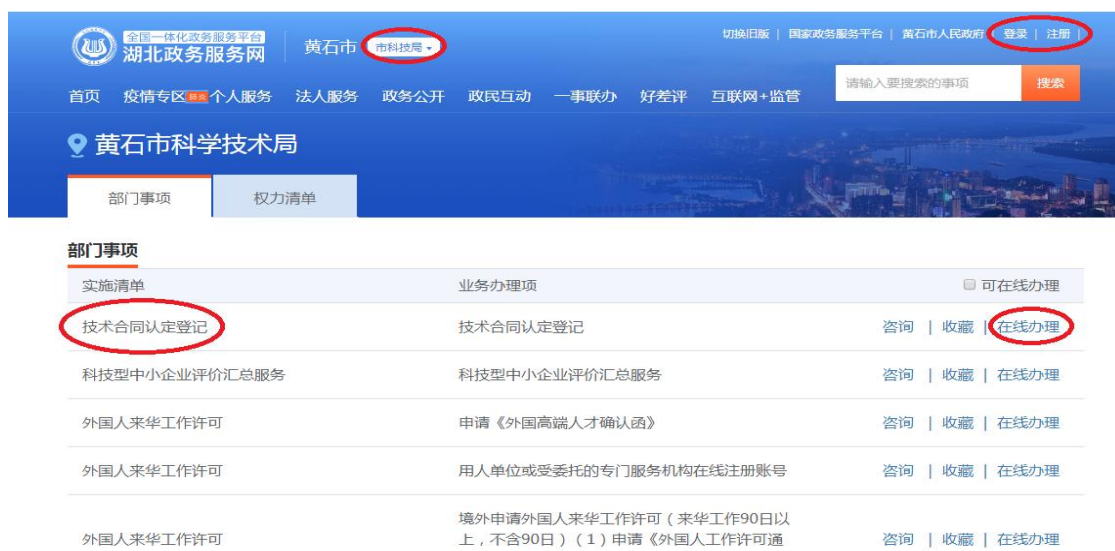 全国一体化政务服务平台
湖北政务服务网
黄石市 市科技局
切换旧版 | 国家政务服务平台 | 黄石市人民政府 | 登录 | 注册 |
首页 疫情专区 个人服务 法人服务 政务公开 政民互动 一事联办 好差评 互联网+监管
请输入要搜索的事项 搜索
黄石市科学技术局
部门事项 权力清单
部门事项
实施清单 业务办理项 可在线办理
技术合同认定登记 技术合同认定登记 咨询 | 收藏 | 在线办理
科技型中小企业评价汇总服务 科技型中小企业评价汇总服务 咨询 | 收藏 | 在线办理
外国人来华工作许可 申请《外国高端人才确认函》 咨询 | 收藏 | 在线办理
外国人来华工作许可 用人单位或受委托的专门服务机构在线注册账号 咨询 | 收藏 | 在线办理
境外申请外国人来华工作许可(来华工作90日以
外国人来华工作许可 上,不含90日)(1)申请《外国人工作许可通 咨询 | 收藏 | 在线办理